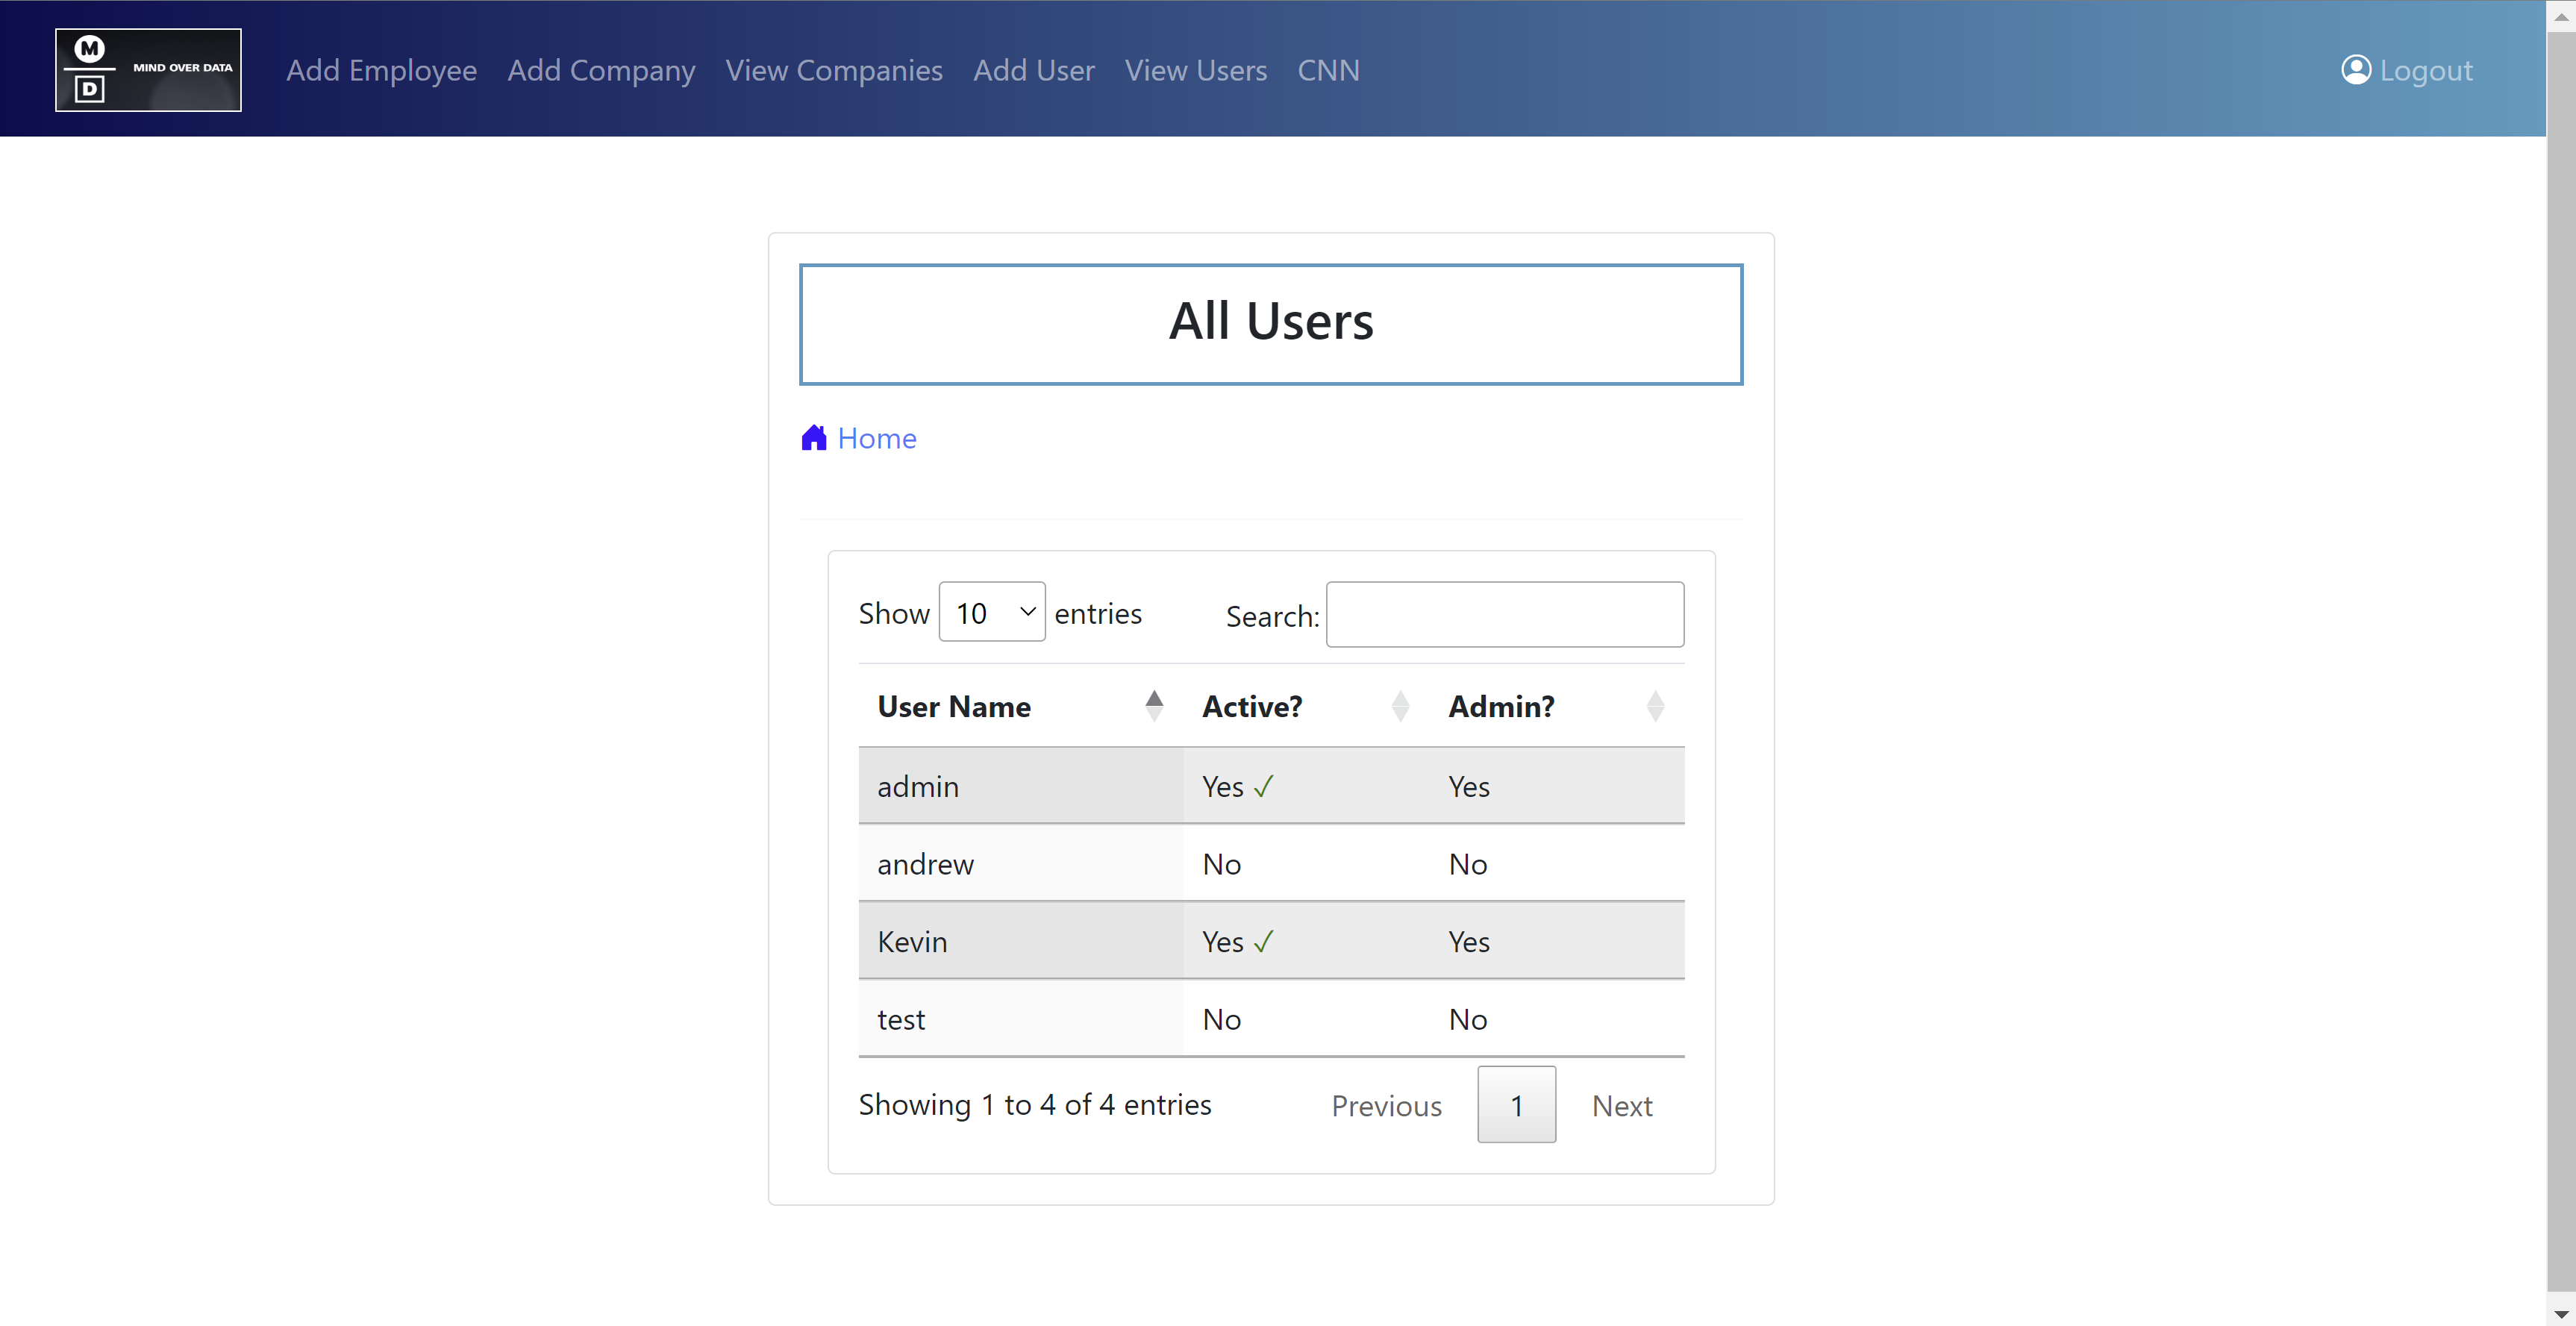 M
D
MIND OVER DATA
Add Employee Add Company View Companies Add User View Users CNN Logout
All Users
Home
Show 10 entries Search:
User Name Active? Admin?
admin Yes ✓ Yes
andrew No No
Kevin Yes ✓ Yes
test No No
Showing 1 to 4 of 4 entries Previous 1 Next